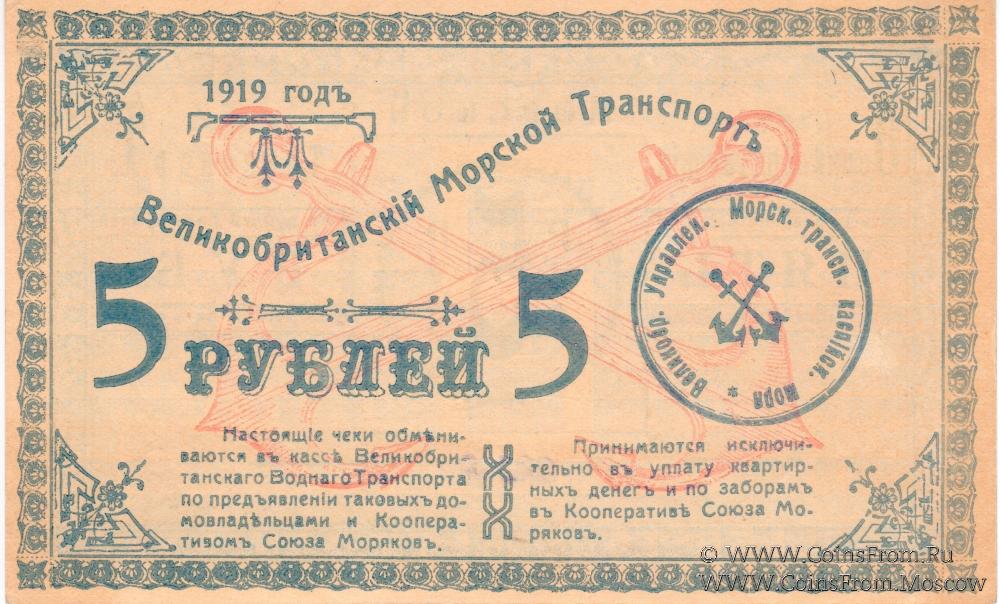 1919 годъ
Великобританскій Морской Транспортъ
5 рублей 5
Великобр. Управлен. Морск. трансп. каспійск. моря *
Настоящіе чеки обмѣни-
ваются въ кассѣ Великобри-
танскаго Воднаго Транспорта
по предъявленіи таковыхъ до-
мовладѣльцами и Коопера-
тивомъ Союза Моряковъ.
Принимаются исключи-
тельно въ уплату квартир-
ныхъ денегъ и по заборамъ
въ Кооперативѣ Союза Мо-
ряковъ.
© WWW.CoinsFrom.Ru
WWW.CoinsFrom.Moscow